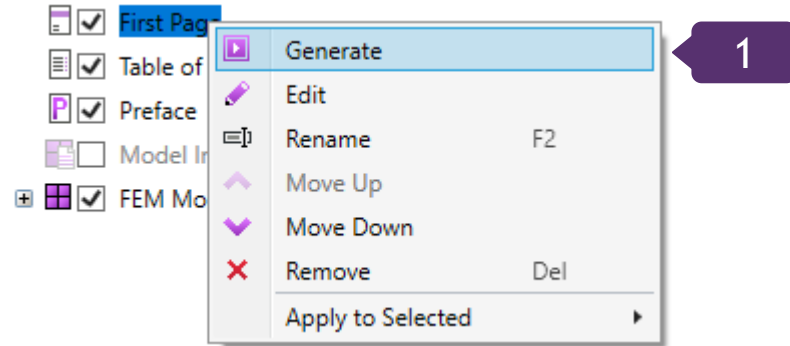 First Page
Generate
1
Table of
Edit
Preface
Rename F2
Model In
Move Up
FEM Mo
Move Down
Remove Del
Apply to Selected